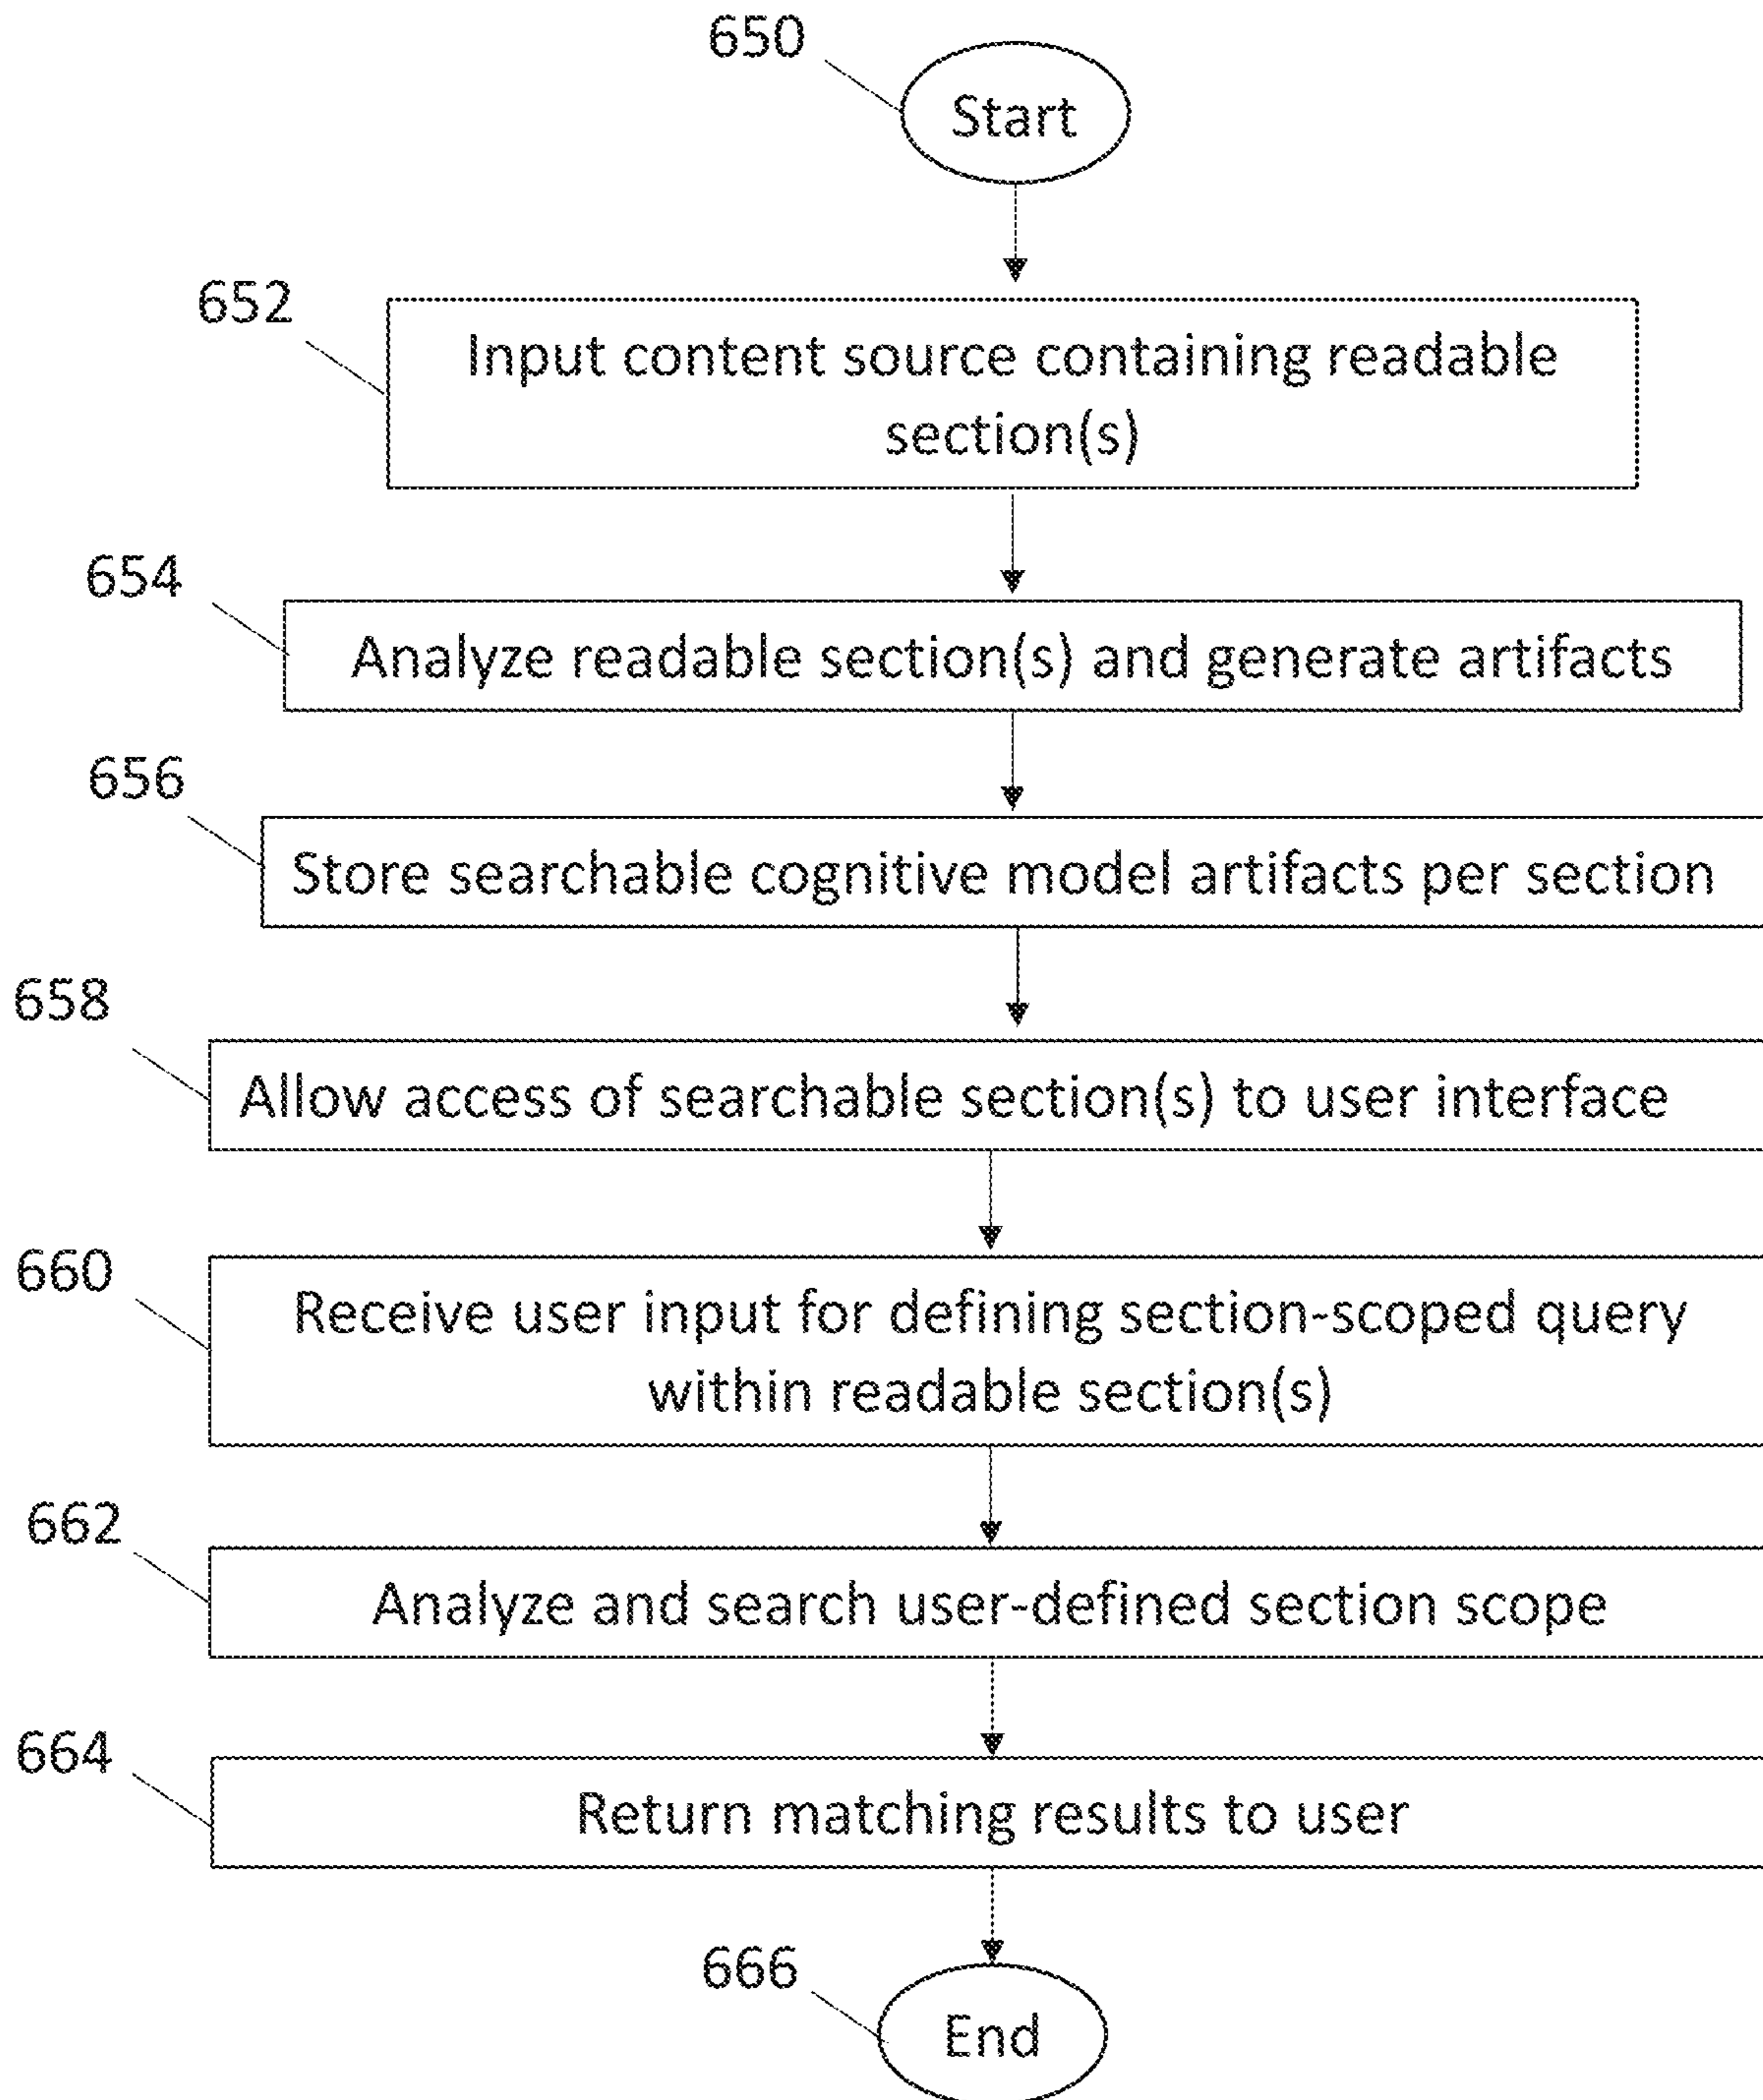 650
Start
652
Input content source containing readable
section(s)
654
Analyze readable section(s) and generate artifacts
656
Store searchable cognitive model artifacts per section
658
Allow access of searchable section(s) to user interface
660
Receive user input for defining section-scoped query
within readable section(s)
662
Analyze and search user-defined section scope
664
Return matching results to user
666
End